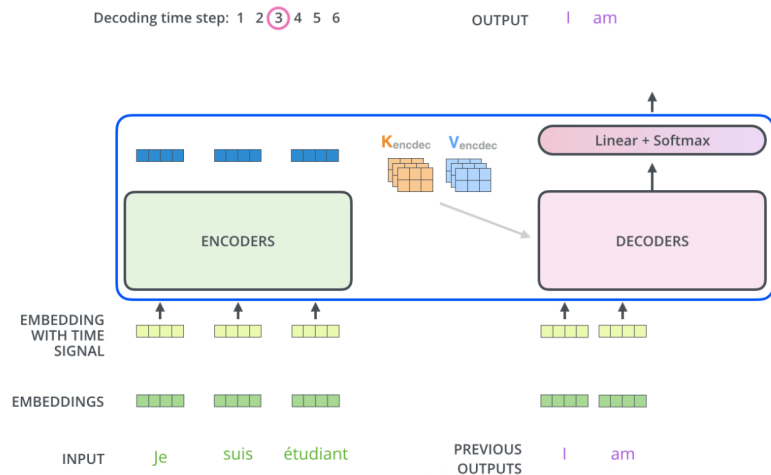 Decoding time step: 1 2 3 4 5 6
OUTPUT I am
Kencdec Vencdec
Linear + Softmax
ENCODERS
DECODERS
EMBEDDING
WITH TIME
SIGNAL
EMBEDDINGS
INPUT Je suis étudiant
PREVIOUS
OUTPUTS
I am